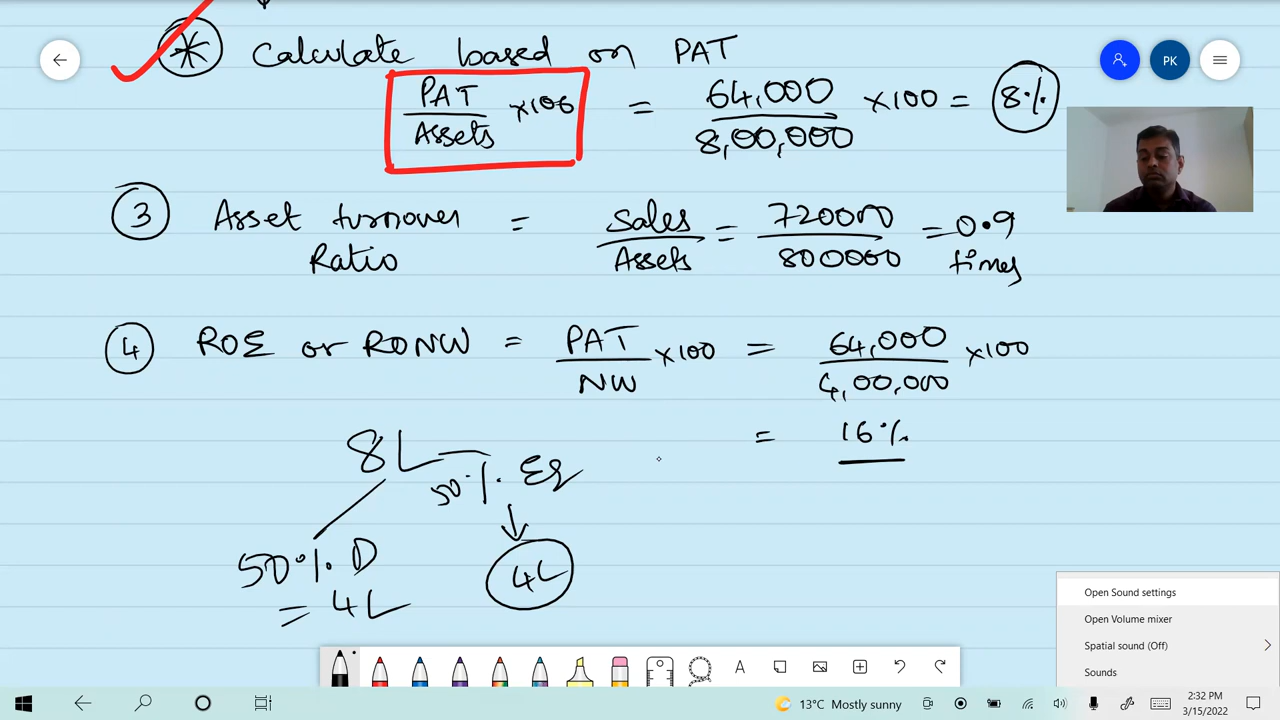 * Calculate based on PAT
PAT / Assets ×100 = 64,000 / 8,00,000 ×100 = 8%
PK
3 Asset turnover Ratio = Sales / Assets = 720000 / 800000 = 0.9 times
4 ROE or RONW = PAT / NW ×100 = 64,000 / 4,00,000 ×100
= 16%
8L
50% Eq
50% D
= 4L
4L
Open Sound settings
Open Volume mixer
Spatial sound (Off)
Sounds
A
13°C Mostly sunny
2:32 PM
3/15/2022